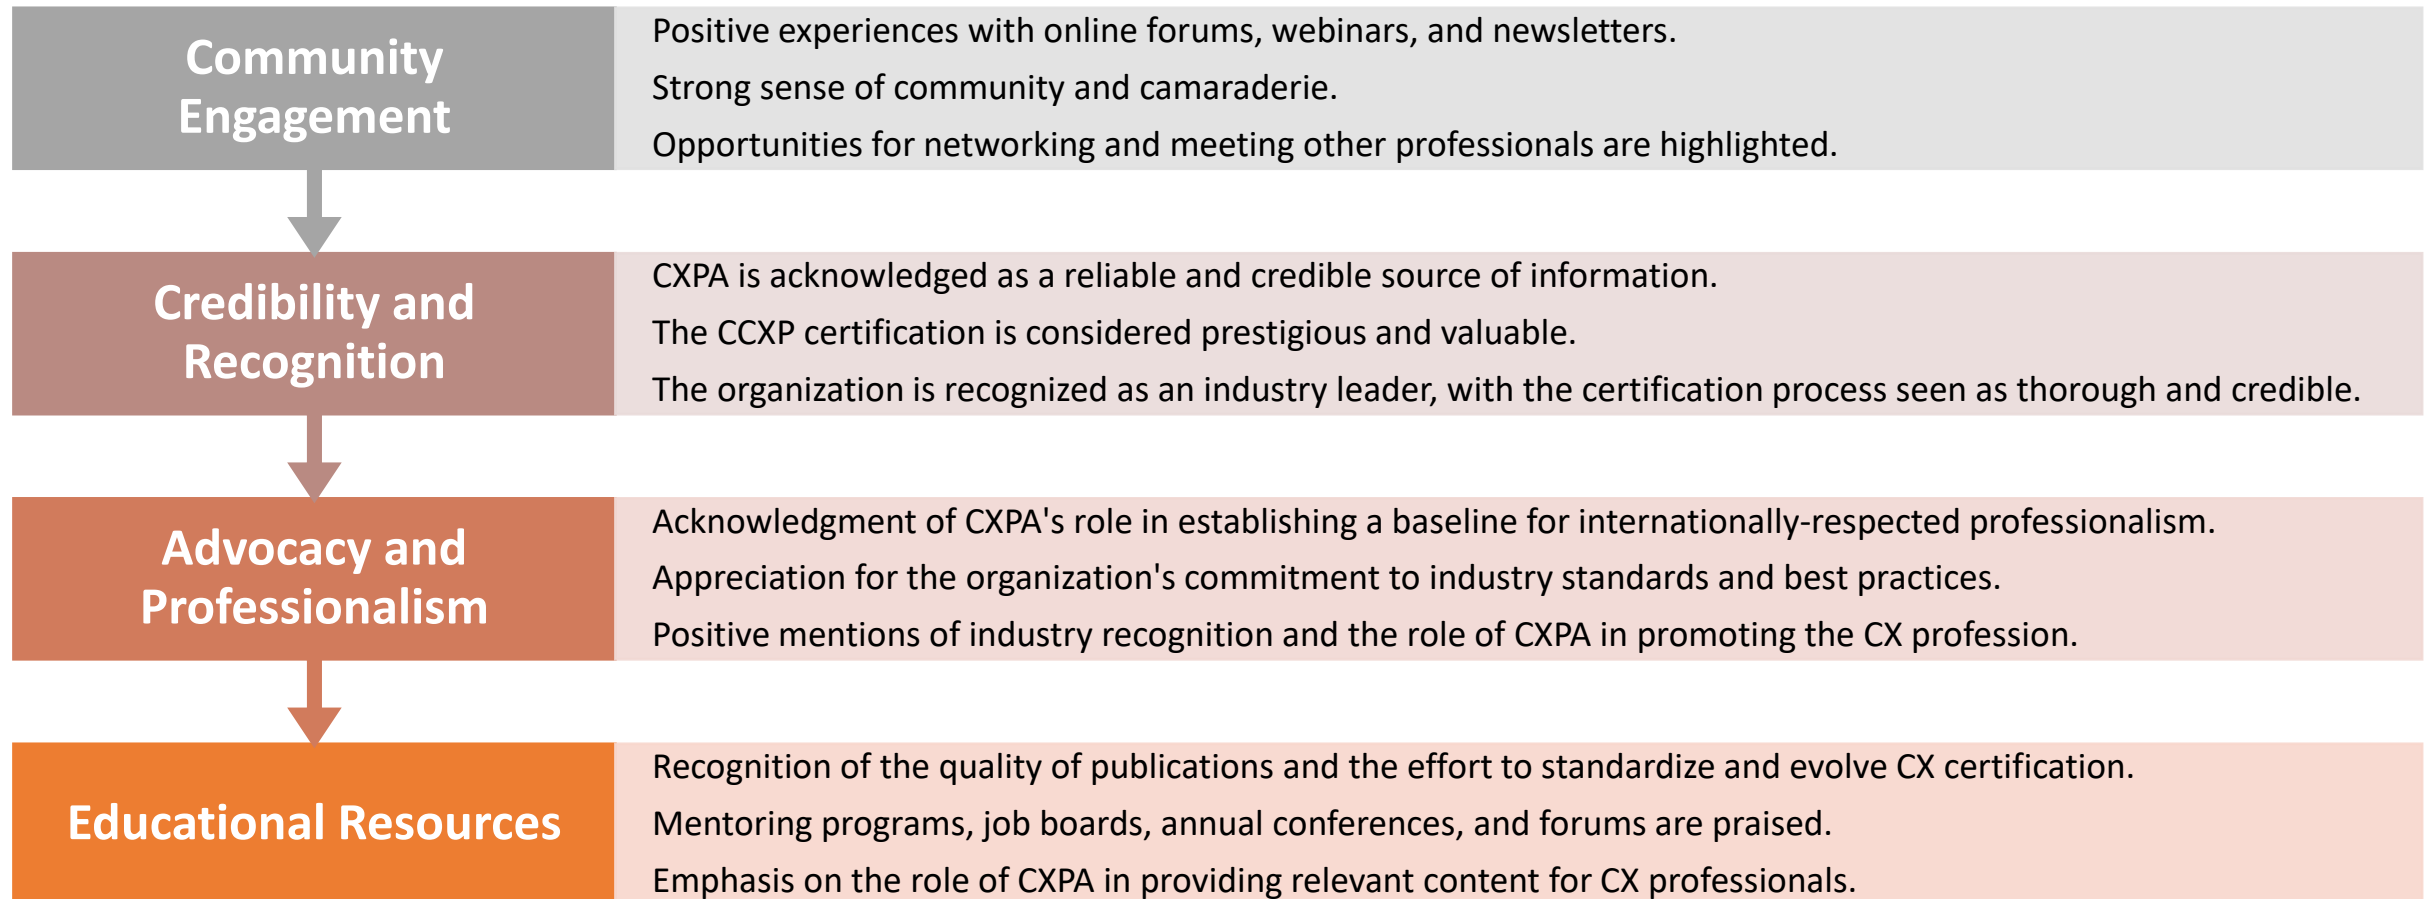 Community
Engagement
Positive experiences with online forums, webinars, and newsletters.
Strong sense of community and camaraderie.
Opportunities for networking and meeting other professionals are highlighted.
Credibility and
Recognition
CXPA is acknowledged as a reliable and credible source of information.
The CCXP certification is considered prestigious and valuable.
The organization is recognized as an industry leader, with the certification process seen as thorough and credible.
Advocacy and
Professionalism
Acknowledgment of CXPA's role in establishing a baseline for internationally-respected professionalism.
Appreciation for the organization's commitment to industry standards and best practices.
Positive mentions of industry recognition and the role of CXPA in promoting the CX profession.
Educational Resources
Recognition of the quality of publications and the effort to standardize and evolve CX certification.
Mentoring programs, job boards, annual conferences, and forums are praised.
Emphasis on the role of CXPA in providing relevant content for CX professionals.